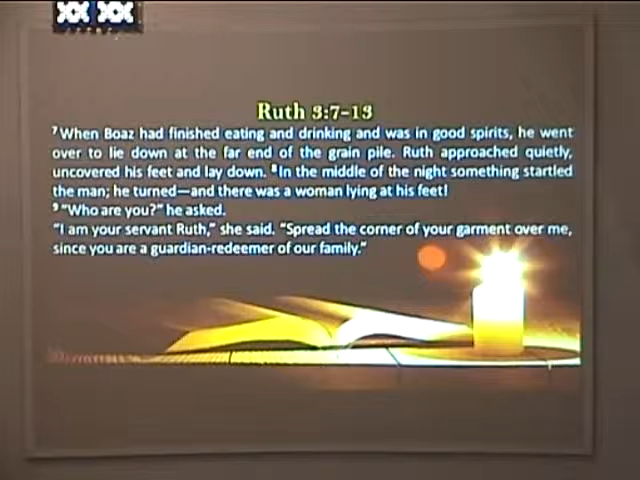 Ruth 3:7-13
⁷When Boaz had finished eating and drinking and was in good spirits, he went
over to lie down at the far end of the grain pile. Ruth approached quietly,
uncovered his feet and lay down. ⁸In the middle of the night something startled
the man; he turned—and there was a woman lying at his feet!
⁹"Who are you?" he asked.
"I am your servant Ruth," she said. "Spread the corner of your garment over me,
since you are a guardian-redeemer of our family."